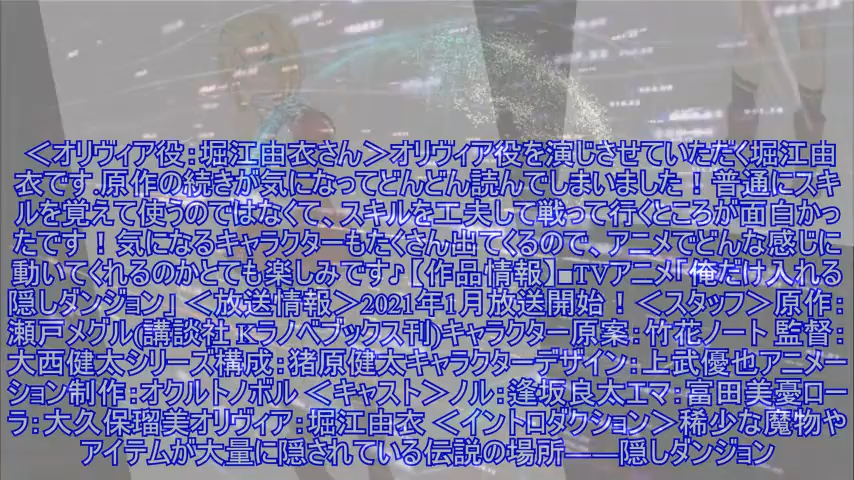 ＜オリヴィア役：堀江由衣さん＞オリヴィア役を演じさせていただく堀江由
衣です。原作の続きが気になってどんどん読んでしまいました！普通にスキ
ルを覚えて使うのではなくて、スキルを工夫して戦って行くところが面白かっ
たです！気になるキャラクターもたくさん出てくるので、アニメでどんな感じに
動いてくれるのかとても楽しみです♪【作品情報】■TVアニメ「俺だけ入れる
隠しダンジョン」＜放送情報＞2021年1月放送開始！＜スタッフ＞原作：
瀬戸メグル(講談社 Kラノベブックス刊)キャラクター原案：竹花ノート 監督：
大西健太シリーズ構成：猪原健太キャラクターデザイン：上武優也アニメー
ション制作：オクルトノボル ＜キャスト＞ノル：逢坂良太エマ：富田美憂ロー
ラ：大久保瑠美オリヴィア：堀江由衣 ＜イントロダクション＞稀少な魔物や
アイテムが大量に隠されている伝説の場所――隠しダンジョン